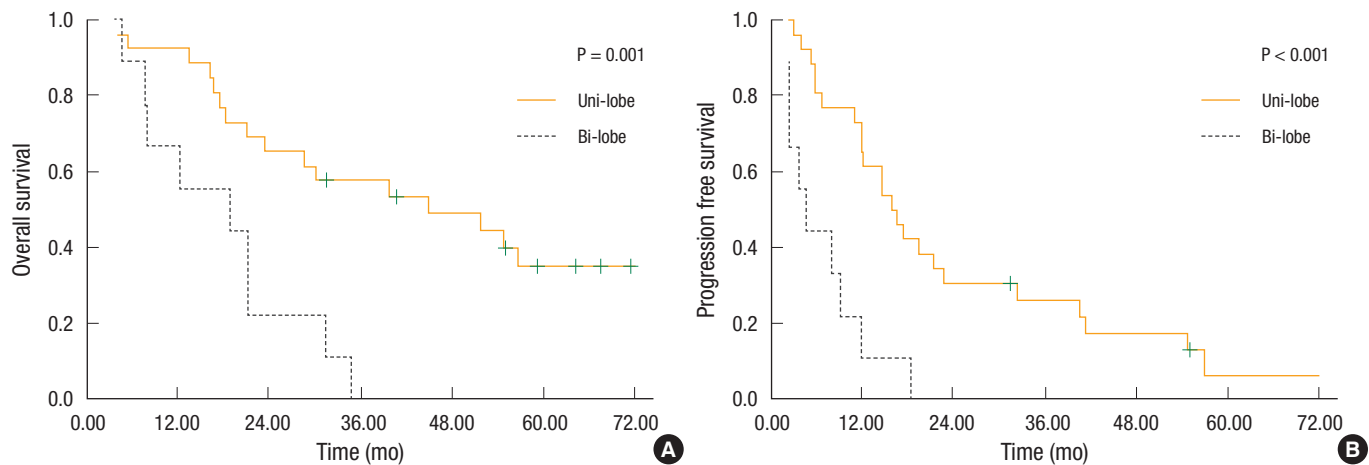 1.0
0.8
0.6
0.4
0.2
0.0
Overall survival
P = 0.001
Uni-lobe
Bi-lobe
0.00 12.00 24.00 36.00 48.00 60.00 72.00
Time (mo)
A
1.0
0.8
0.6
0.4
0.2
0.0
Progression free survival
P < 0.001
Uni-lobe
Bi-lobe
0.00 12.00 24.00 36.00 48.00 60.00 72.00
Time (mo)
B